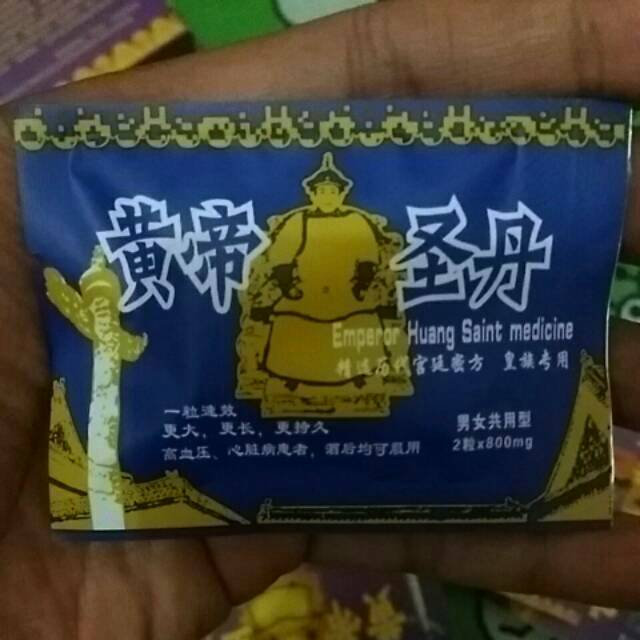 黄帝 圣丹
Emperor Huang Saint medicine
精选历代宫廷密方 皇族专用
一粒速效
更大，更长，更持久
高血压、心脏病患者，酒后均可服用
男女共用型
2粒x800mg